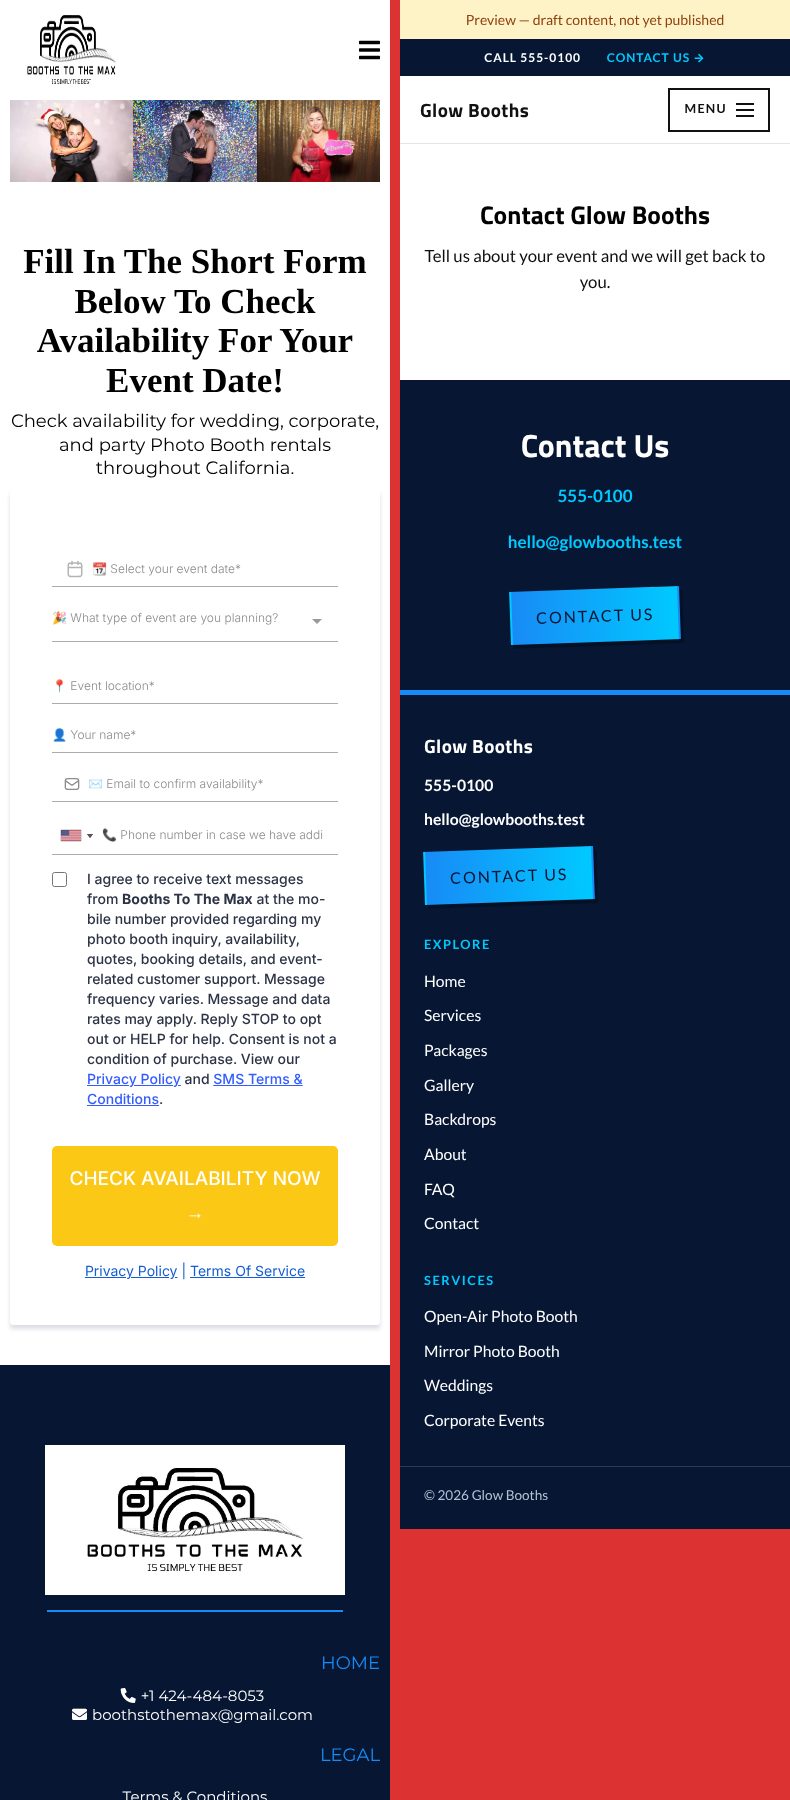 BOOTHS TO THE MAX
IS SIMPLY THE BEST
Fill In The Short Form
Below To Check
Availability For Your
Event Date!
Check availability for wedding, corporate,
and party Photo Booth rentals
throughout California.
📆 Select your event date*
🎉 What type of event are you planning?
📍 Event location*
👤 Your name*
✉️ Email to confirm availability*
📞 Phone number in case we have addi
I agree to receive text messages
from Booths To The Max at the mo-
bile number provided regarding my
photo booth inquiry, availability,
quotes, booking details, and event-
related customer support. Message
frequency varies. Message and data
rates may apply. Reply STOP to opt
out or HELP for help. Consent is not a
condition of purchase. View our
Privacy Policy and SMS Terms &
Conditions.
CHECK AVAILABILITY NOW
→
Privacy Policy | Terms Of Service
BOOTHS TO THE MAX
IS SIMPLY THE BEST
HOME
+1 424-484-8053
boothstothemax@gmail.com
LEGAL
Terms & Conditions
Preview — draft content, not yet published
CALL 555-0100 CONTACT US →
Glow Booths
MENU
Contact Glow Booths
Tell us about your event and we will get back to
you.
Contact Us
555-0100
hello@glowbooths.test
CONTACT US
Glow Booths
555-0100
hello@glowbooths.test
CONTACT US
EXPLORE
Home
Services
Packages
Gallery
Backdrops
About
FAQ
Contact
SERVICES
Open-Air Photo Booth
Mirror Photo Booth
Weddings
Corporate Events
© 2026 Glow Booths